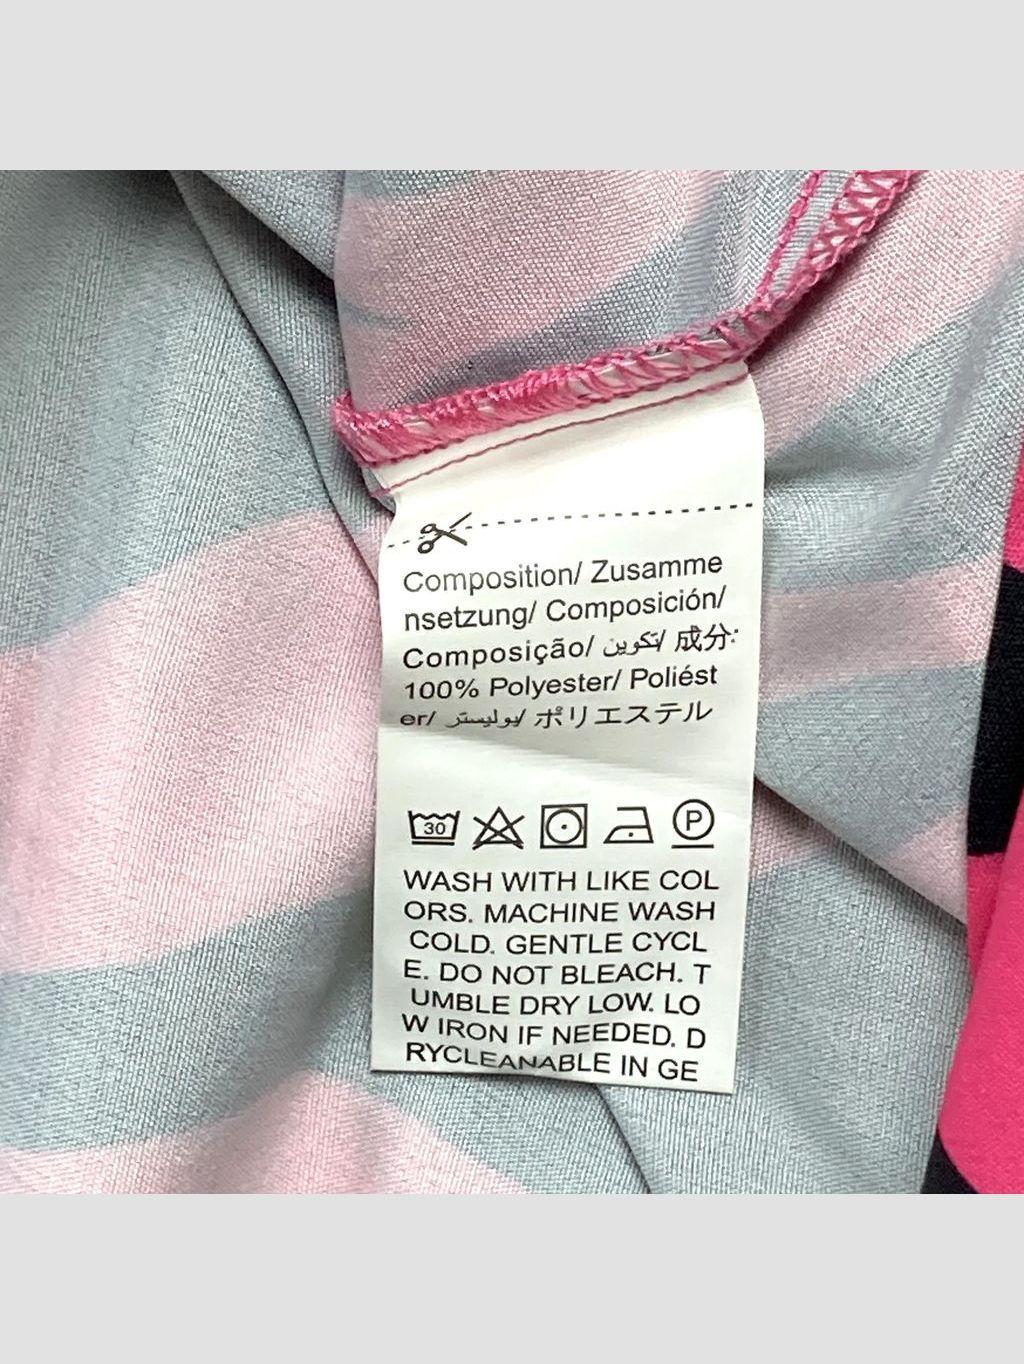 Composition/ Zusamme
nsetzung/ Composición/
Composição/ تكوين/ 成分:
100% Polyester/ Poliést
er/ بوليستر/ ポリエステル
30 P
WASH WITH LIKE COL
ORS. MACHINE WASH
COLD. GENTLE CYCL
E. DO NOT BLEACH. T
UMBLE DRY LOW. LO
W IRON IF NEEDED. D
RYCLEANABLE IN GE